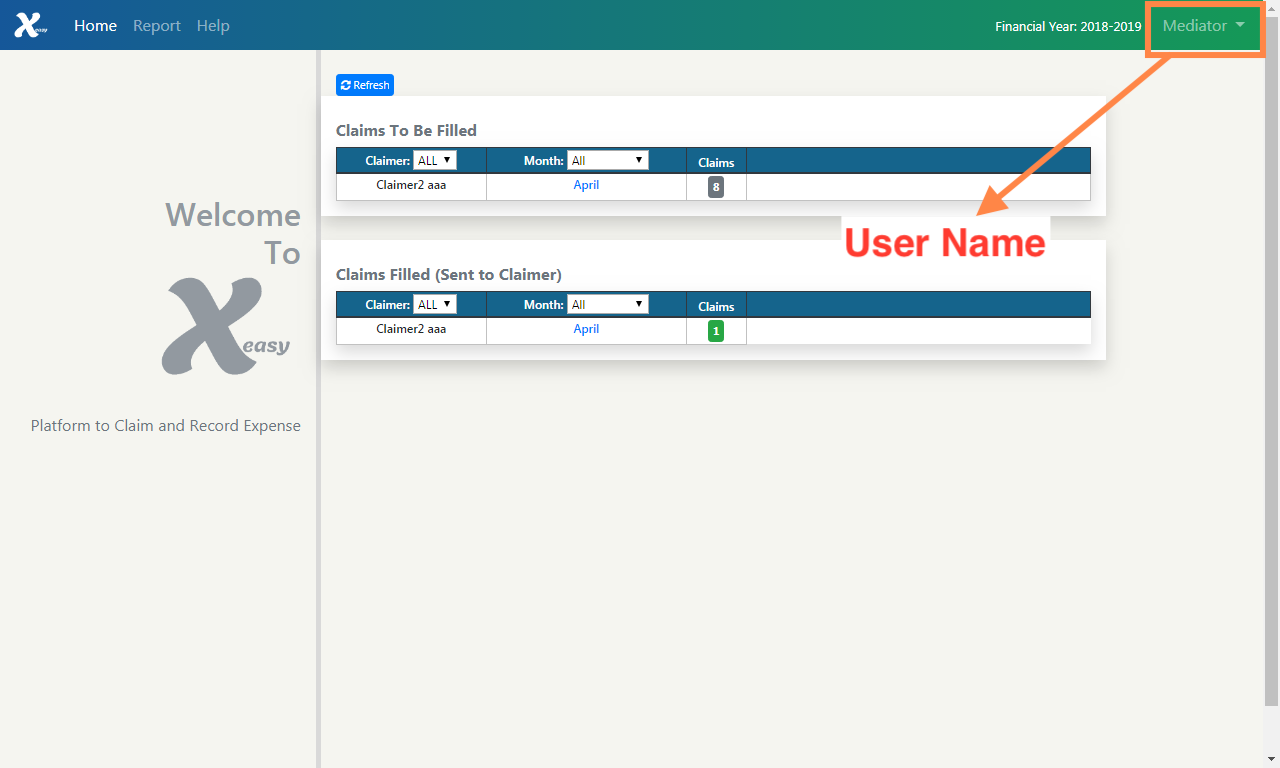 Xeasy Home Report Help Financial Year: 2018-2019 Mediator
Refresh
Claims To Be Filled
Claimer: ALL Month: All Claims
Claimer2 aaa April 8
User Name
Claims Filled (Sent to Claimer)
Claimer: ALL Month: All Claims
Claimer2 aaa April 1
Welcome
To
Xeasy
Platform to Claim and Record Expense